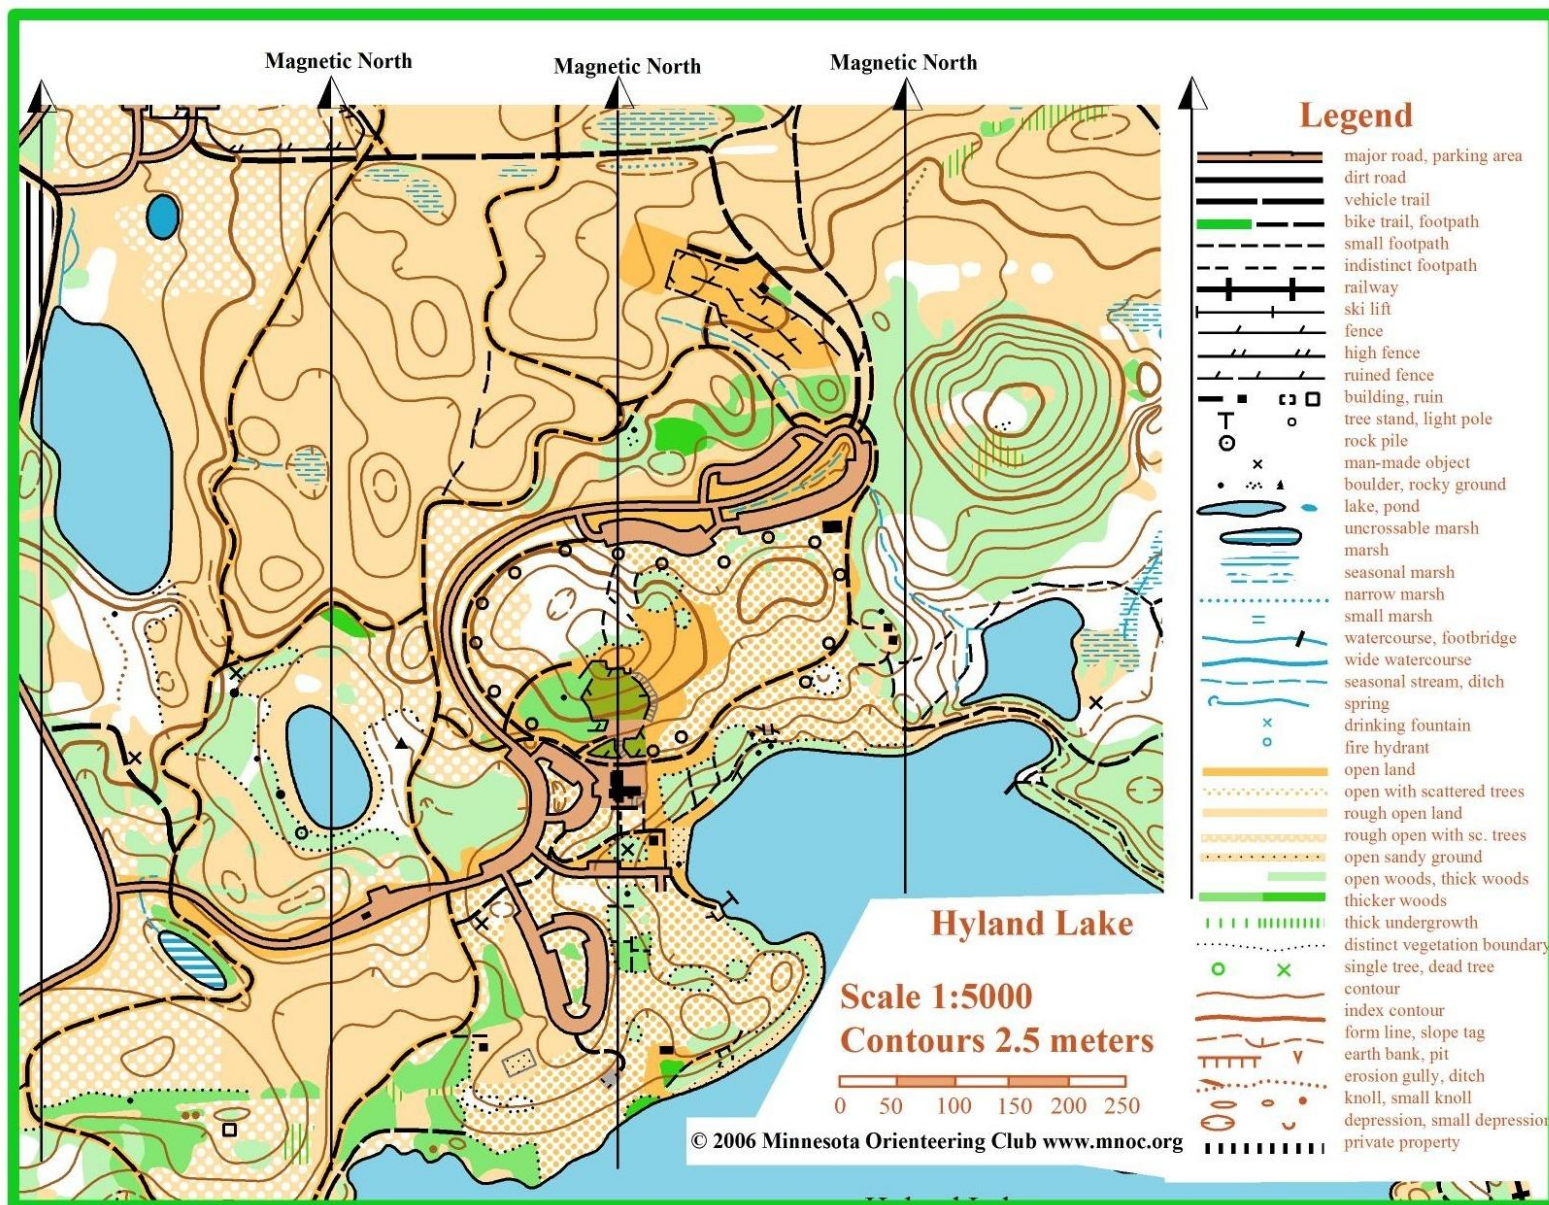 Magnetic North
Magnetic North
Magnetic North
Legend
major road, parking area
dirt road
vehicle trail
bike trail, footpath
small footpath
indistinct footpath
railway
ski lift
fence
high fence
ruined fence
building, ruin
tree stand, light pole
rock pile
man-made object
boulder, rocky ground
lake, pond
uncrossable marsh
marsh
seasonal marsh
narrow marsh
small marsh
watercourse, footbridge
wide watercourse
seasonal stream, ditch
spring
drinking fountain
fire hydrant
open land
open with scattered trees
rough open land
rough open with sc. trees
open sandy ground
open woods, thick woods
thicker woods
thick undergrowth
distinct vegetation boundary
single tree, dead tree
contour
index contour
form line, slope tag
earth bank, pit
erosion gully, ditch
knoll, small knoll
depression, small depression
private property
Hyland Lake
Scale 1:5000
Contours 2.5 meters
0 50 100 150 200 250
© 2006 Minnesota Orienteering Club www.mnoc.org